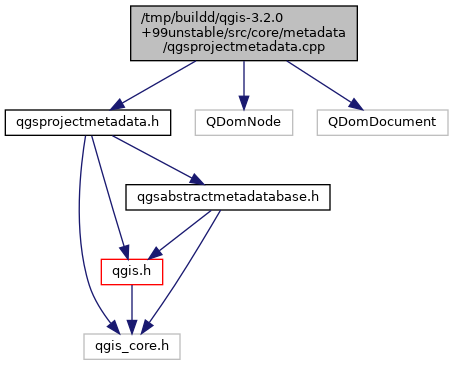 /tmp/buildd/qgis-3.2.0
+99unstable/src/core/metadata
/qgsprojectmetadata.cpp
qgsprojectmetadata.h
QDomNode
QDomDocument
qgsabstractmetadatabase.h
qgis.h
qgis_core.h